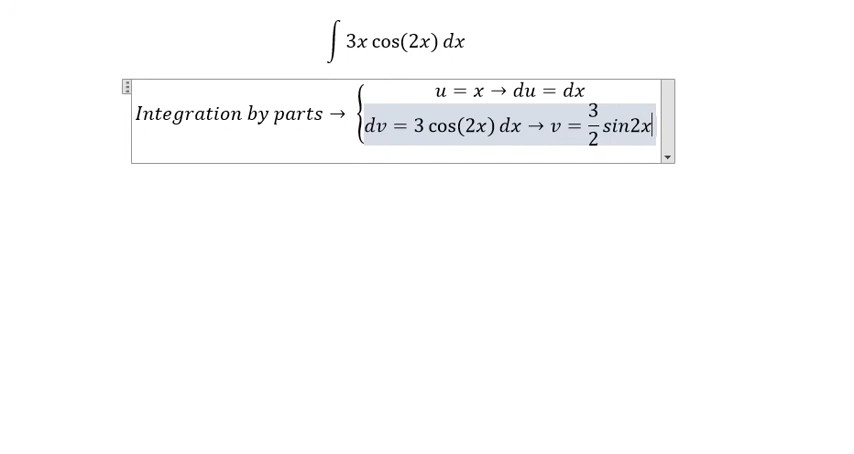 ∫ 3x cos(2x) dx
Integration by parts → { u = x → du = dx
dv = 3 cos(2x) dx → v = 3/2 sin2x